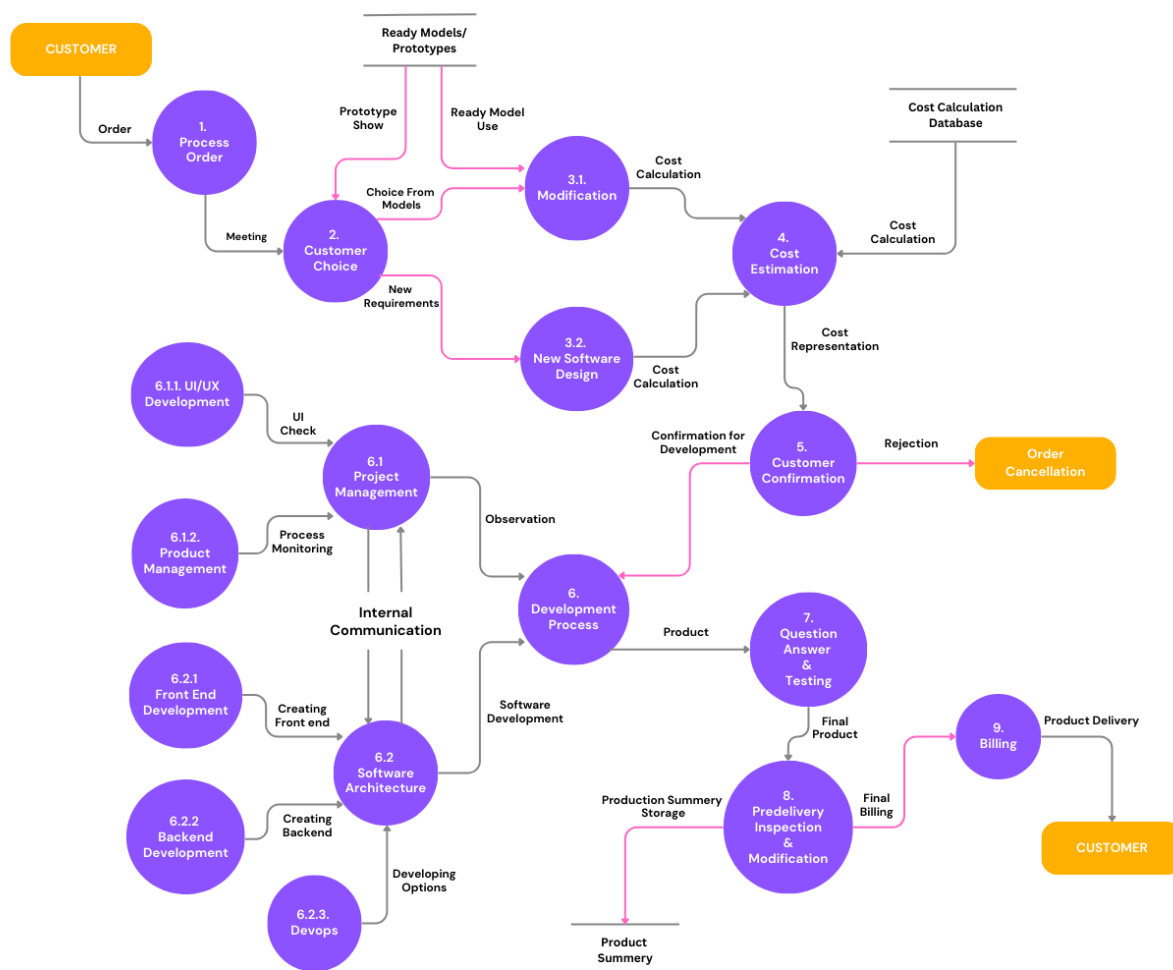 CUSTOMER
Ready Models/
Prototypes
Order
1.
Process
Order
Prototype
Show
Ready Model
Use
Cost Calculation
Database
3.1.
Modification
Cost
Calculation
Choice From
Models
Meeting
2.
Customer
Choice
4.
Cost
Estimation
Cost
Calculation
New
Requirements
3.2.
New Software
Design
Cost
Calculation
Cost
Representation
6.1.1. UI/UX
Development
UI
Check
6.1
Project
Management
Confirmation for
Development
5.
Customer
Confirmation
Rejection
Order
Cancellation
6.1.2.
Product
Management
Process
Monitoring
Observation
Internal
Communication
6.
Development
Process
Product
7.
Question
Answer
&
Testing
6.2.1
Front End
Development
Creating
Front end
Software
Development
Final
Product
6.2
Software
Architecture
9.
Billing
Product Delivery
6.2.2
Backend
Development
Creating
Backend
Production Summery
Storage
8.
Predelivery
Inspection
&
Modification
Final
Billing
CUSTOMER
Developing
Options
6.2.3.
Devops
Product
Summery